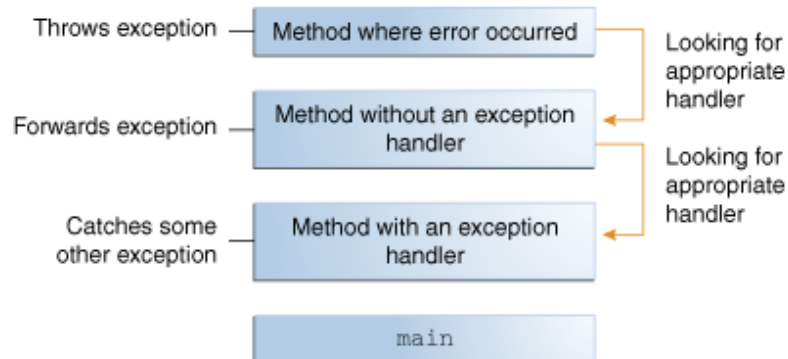 Throws exception
Method where error occurred
Looking for
appropriate
handler
Forwards exception
Method without an exception
handler
Looking for
appropriate
handler
Catches some
other exception
Method with an exception
handler
main